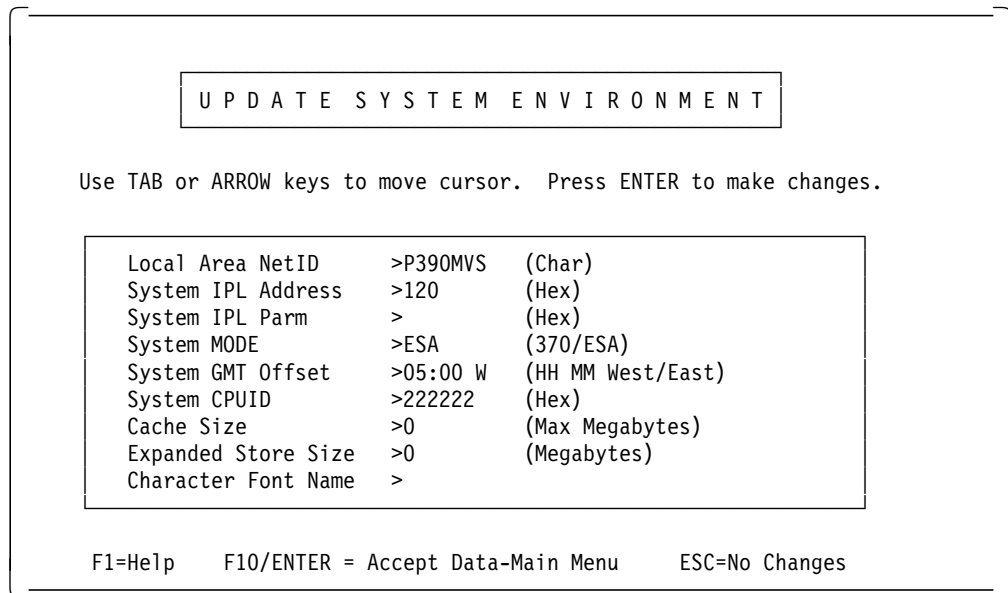 U P D A T E  S Y S T E M  E N V I R O N M E N T
Use TAB or ARROW keys to move cursor.  Press ENTER to make changes.
Local Area NetID     >P390MVS  (Char)
System IPL Address   >120      (Hex)
System IPL Parm      >         (Hex)
System MODE          >ESA      (370/ESA)
System GMT Offset    >05:00 W  (HH MM West/East)
System CPUID         >222222   (Hex)
Cache Size           >0        (Max Megabytes)
Expanded Store Size  >0        (Megabytes)
Character Font Name  >
F1=Help    F10/ENTER = Accept Data-Main Menu    ESC=No Changes